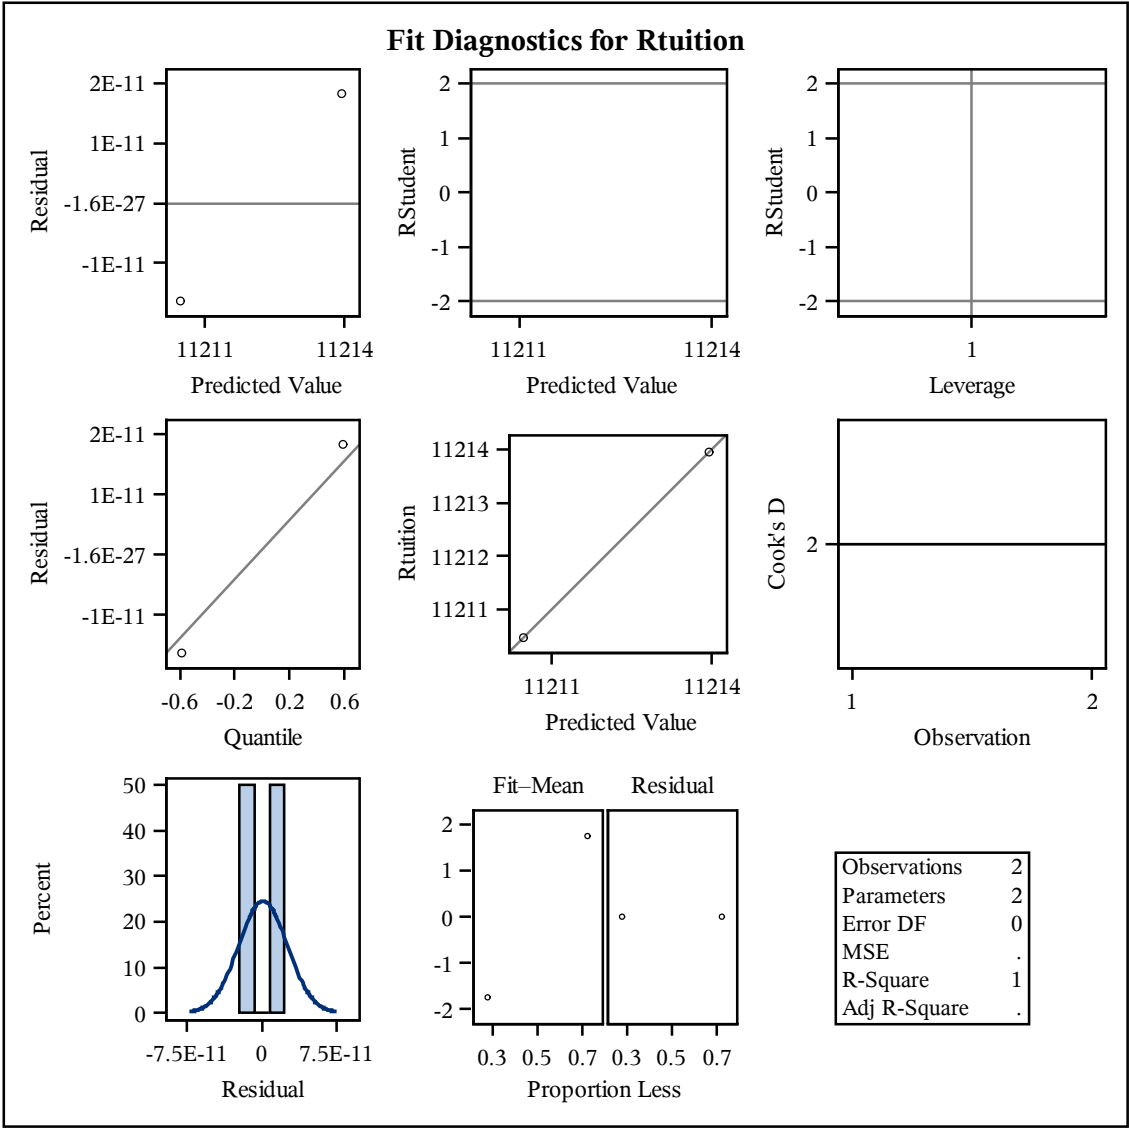 Fit Diagnostics for Rtuition
2E-11
1E-11
-1.6E-27
-1E-11
Residual
11211 11214
Predicted Value
2
1
0
-1
-2
RStudent
11211 11214
Predicted Value
2
1
0
-1
-2
RStudent
1
Leverage
2E-11
1E-11
-1.6E-27
-1E-11
Residual
-0.6 -0.2 0.2 0.6
Quantile
11214
11213
11212
11211
Rtuition
11211 11214
Predicted Value
2
Cook's D
1 2
Observation
50
40
30
20
10
0
Percent
-7.5E-11 0 7.5E-11
Residual
Fit–Mean Residual
2
1
0
-1
-2
0.3 0.5 0.7 0.3 0.5 0.7
Proportion Less
Observations 2
Parameters 2
Error DF 0
MSE .
R-Square 1
Adj R-Square .